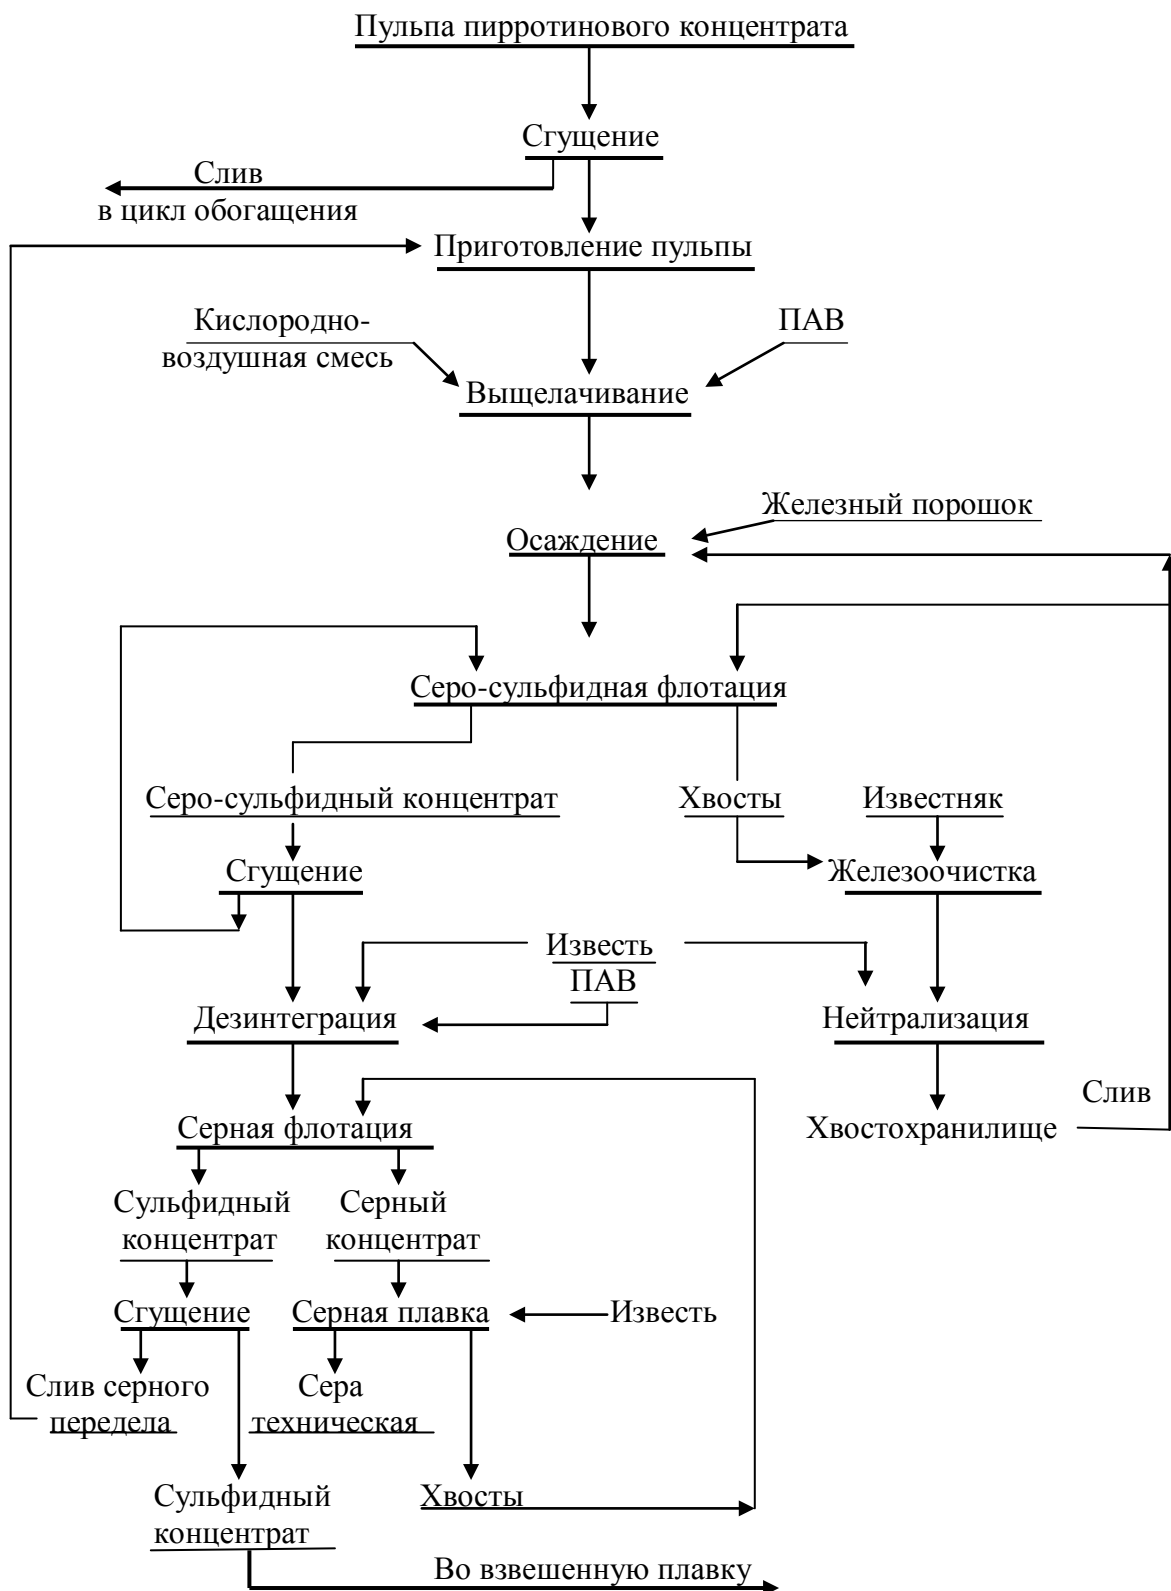 Пульпа пирротинового концентрата
Сгущение
Слив
в цикл обогащения
Приготовление пульпы
Кислородно-
воздушная смесь
ПАВ
Выщелачивание
Железный порошок
Осаждение
Серо-сульфидная флотация
Серо-сульфидный концентрат
Хвосты
Известняк
Сгущение
Железоочистка
Известь
ПАВ
Дезинтеграция
Нейтрализация
Слив
Серная флотация
Хвостохранилище
Сульфидный
концентрат
Серный
концентрат
Сгущение
Серная плавка
Известь
Слив серного
передела
Сера
техническая
Сульфидный
концентрат
Хвосты
Во взвешенную плавку